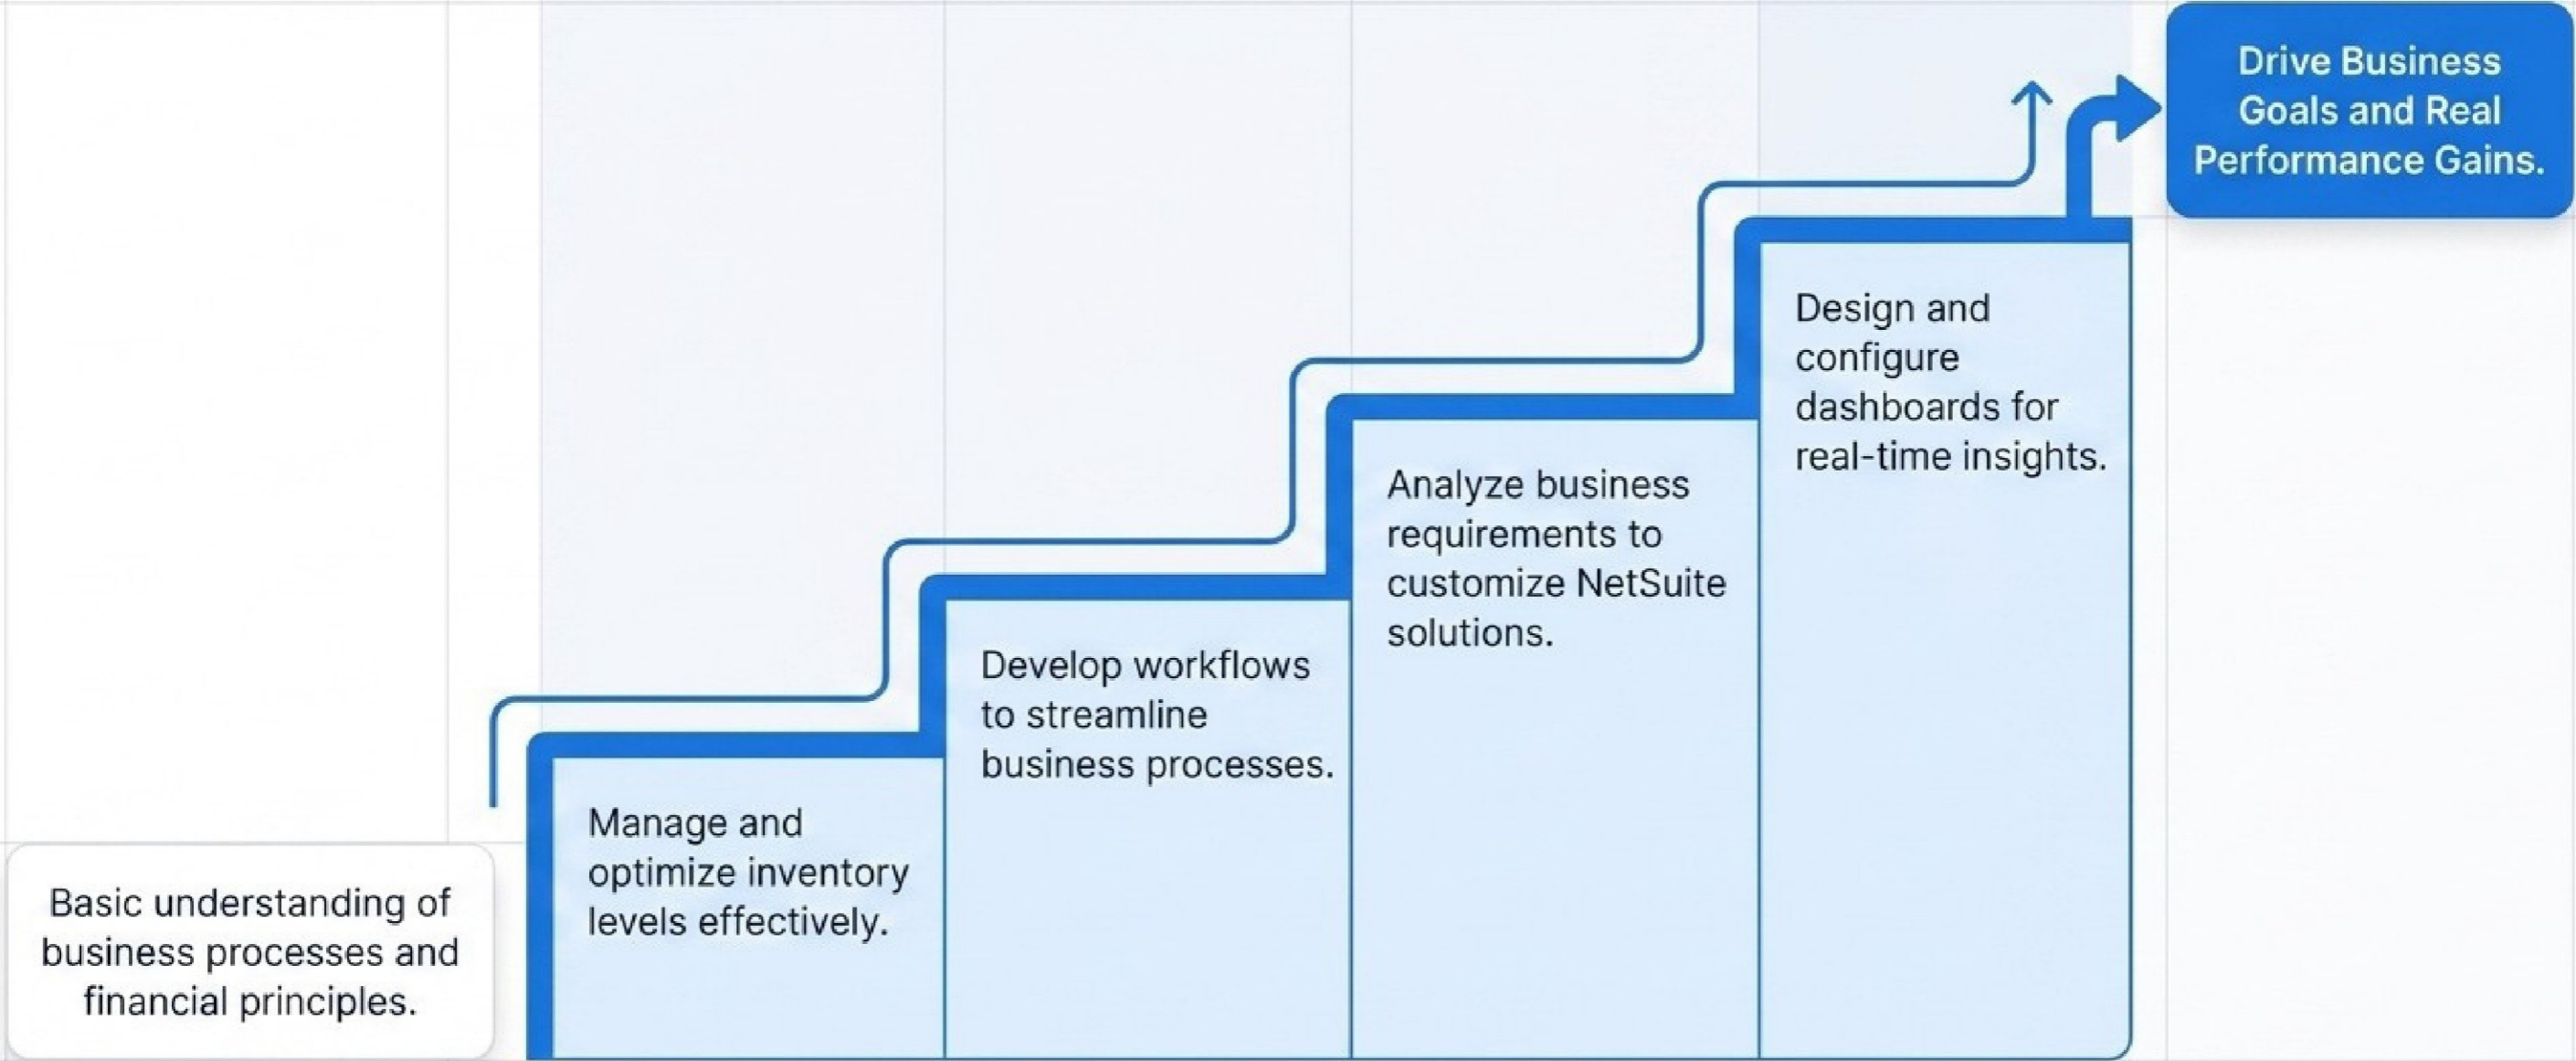 Basic understanding of
business processes and
financial principles.
Manage and
optimize inventory
levels effectively.
Develop workflows
to streamline
business processes.
Analyze business
requirements to
customize NetSuite
solutions.
Design and
configure
dashboards for
real-time insights.
Drive Business
Goals and Real
Performance Gains.